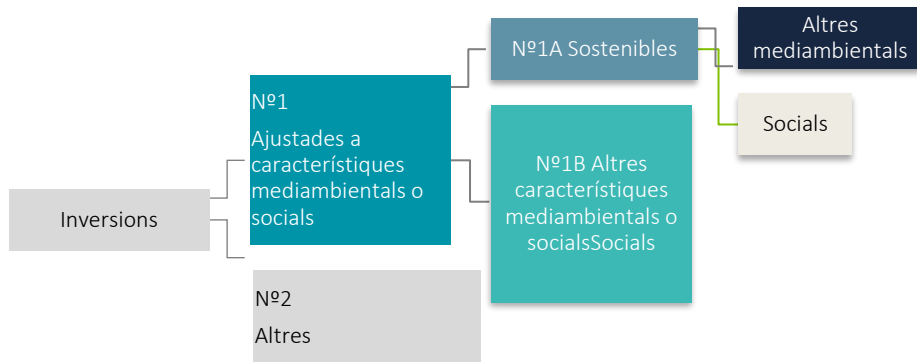 Inversions
Nº1
Ajustades a
característiques
mediambientals o
socials
Nº2
Altres
Nº1A Sostenibles
Nº1B Altres
característiques
mediambientals o
socialsSocials
Altres
mediambientals
Socials